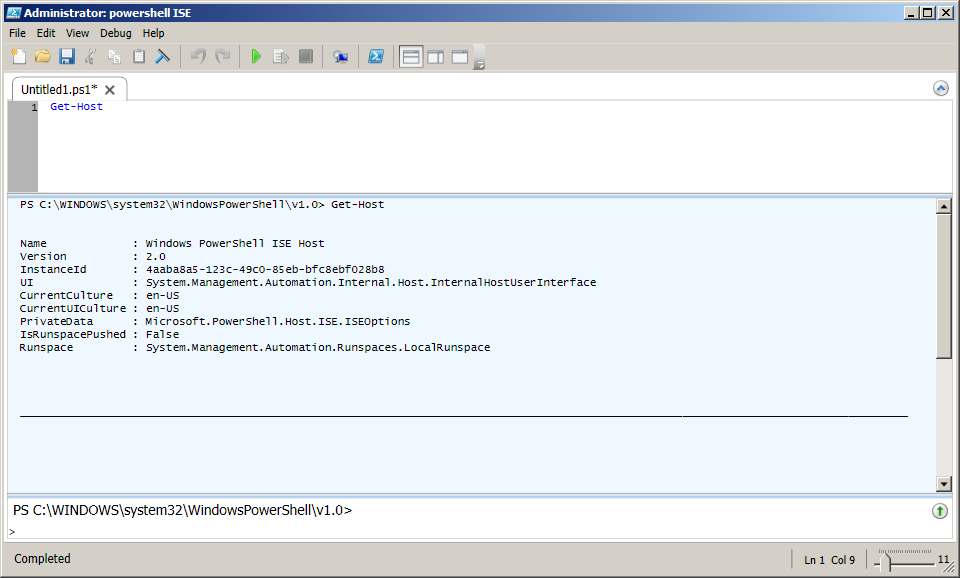 Administrator: powershell ISE
File Edit View Debug Help
Untitled1.ps1*
1 Get-Host
PS C:\WINDOWS\system32\WindowsPowerShell\v1.0> Get-Host
Name : Windows PowerShell ISE Host
Version : 2.0
InstanceId : 4aaba8a5-123c-49c0-85eb-bfc8ebf028b8
UI : System.Management.Automation.Internal.Host.InternalHostUserInterface
CurrentCulture : en-US
CurrentUICulture : en-US
PrivateData : Microsoft.PowerShell.Host.ISE.ISEOptions
IsRunspacePushed : False
Runspace : System.Management.Automation.Runspaces.LocalRunspace
PS C:\WINDOWS\system32\WindowsPowerShell\v1.0>
>
Completed Ln 1 Col 9 11